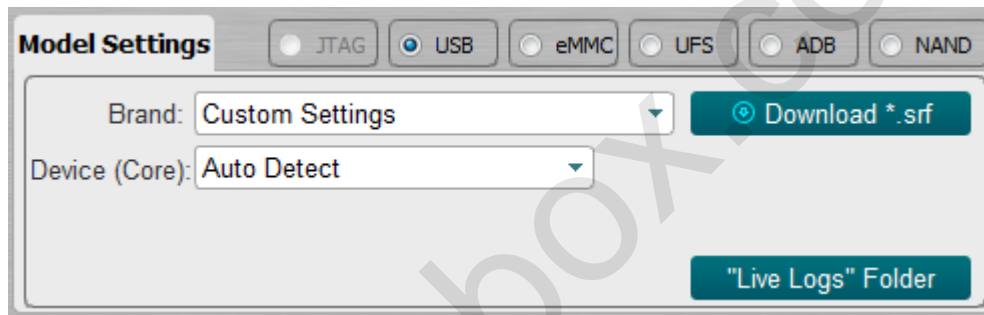 Model Settings JTAG USB eMMC UFS ADB NAND
Brand: Custom Settings Download *.srf
Device (Core): Auto Detect
"Live Logs" Folder